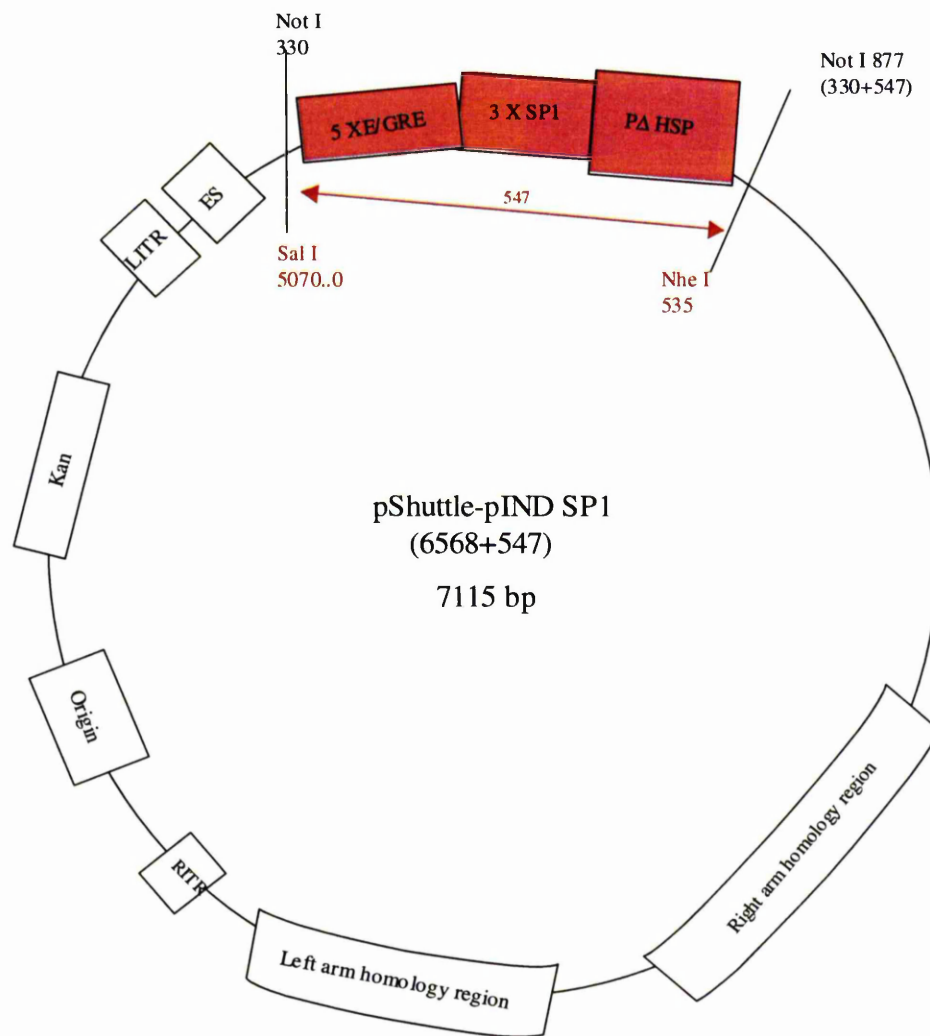 Not I
330
Not I 877
(330+547)
5 XE/GRE
3 X SP1
PΔ HSP
547
ES
LITR
Sal I
5070..0
Nhe I
535
Kan
pShuttle-pIND SP1
(6568+547)
7115 bp
Origin
RITR
Left arm homology region
Right arm homology region